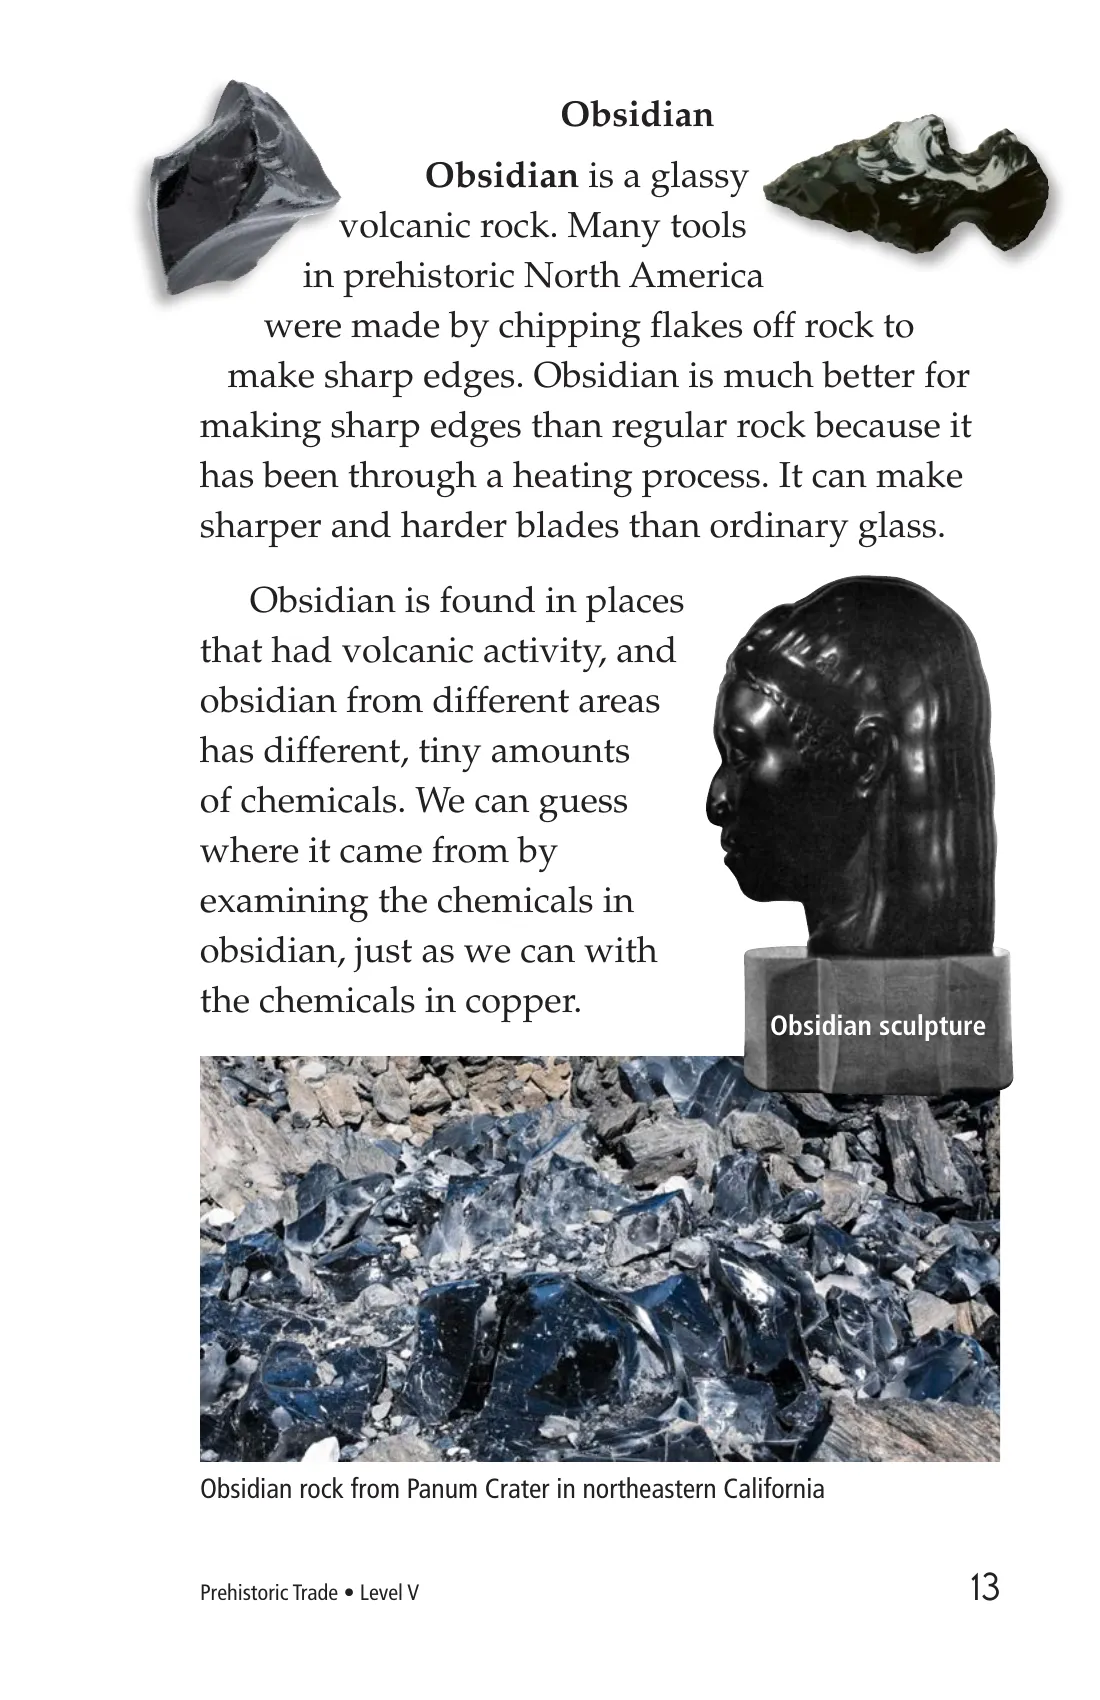 Obsidian
Obsidian is a glassy
volcanic rock. Many tools
in prehistoric North America
were made by chipping flakes off rock to
make sharp edges. Obsidian is much better for
making sharp edges than regular rock because it
has been through a heating process. It can make
sharper and harder blades than ordinary glass.
Obsidian is found in places
that had volcanic activity, and
obsidian from different areas
has different, tiny amounts
of chemicals. We can guess
where it came from by
examining the chemicals in
obsidian, just as we can with
the chemicals in copper.
Obsidian sculpture
Obsidian rock from Panum Crater in northeastern California
Prehistoric Trade • Level V
13